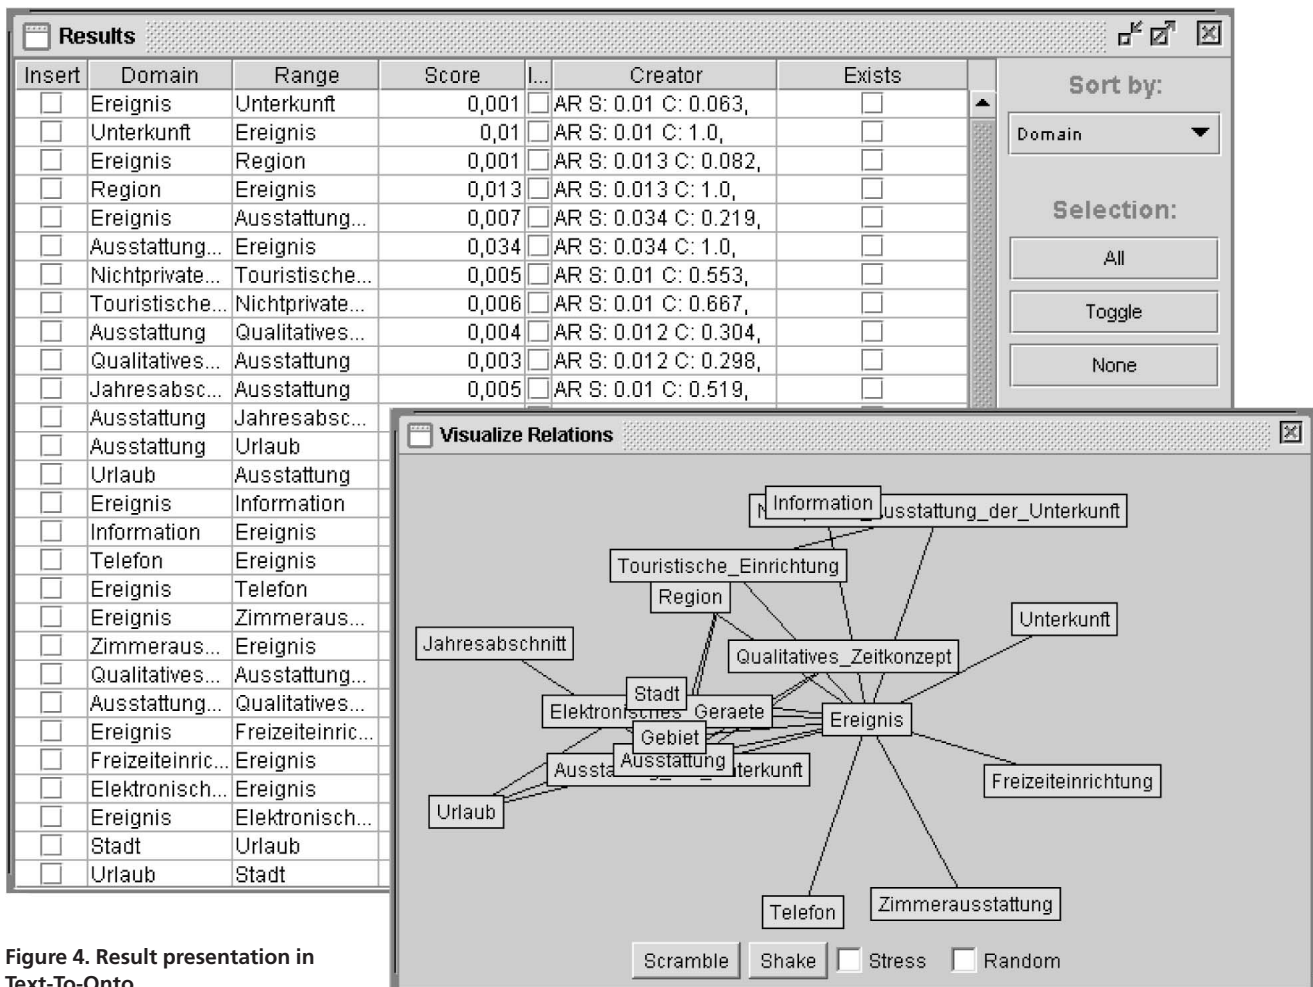 Results
Insert Domain Range Score I... Creator Exists
Ereignis Unterkunft 0,001 AR S: 0.01 C: 0.063,
Unterkunft Ereignis 0,01 AR S: 0.01 C: 1.0,
Ereignis Region 0,001 AR S: 0.013 C: 0.082,
Region Ereignis 0,013 AR S: 0.013 C: 1.0,
Ereignis Ausstattung... 0,007 AR S: 0.034 C: 0.219,
Ausstattung... Ereignis 0,034 AR S: 0.034 C: 1.0,
Nichtprivate... Touristische... 0,005 AR S: 0.01 C: 0.553,
Touristische... Nichtprivate... 0,006 AR S: 0.01 C: 0.667,
Ausstattung Qualitatives... 0,004 AR S: 0.012 C: 0.304,
Qualitatives... Ausstattung 0,003 AR S: 0.012 C: 0.298,
Jahresabsc... Ausstattung 0,005 AR S: 0.01 C: 0.519,
Ausstattung Jahresabsc...
Ausstattung Urlaub
Urlaub Ausstattung
Ereignis Information
Information Ereignis
Telefon Ereignis
Ereignis Telefon
Ereignis Zimmeraus...
Zimmeraus... Ereignis
Qualitatives... Ausstattung...
Ausstattung... Qualitatives...
Ereignis Freizeiteinric...
Freizeiteinric... Ereignis
Elektronisch... Ereignis
Ereignis Elektronisch...
Stadt Urlaub
Urlaub Stadt
Sort by:
Domain
Selection:
All
Toggle
None
Visualize Relations
Information
usstattung_der_Unterkunft
Touristische_Einrichtung
Region
Unterkunft
Jahresabschnitt
Qualitatives_Zeitkonzept
Stadt
Elektronisches_Geraete
Ereignis
Gebiet
Ausstattung
Aussta terkunft
Freizeiteinrichtung
Urlaub
Telefon
Zimmerausstattung
Scramble Shake Stress Random
Figure 4. Result presentation in
Text-To-Onto